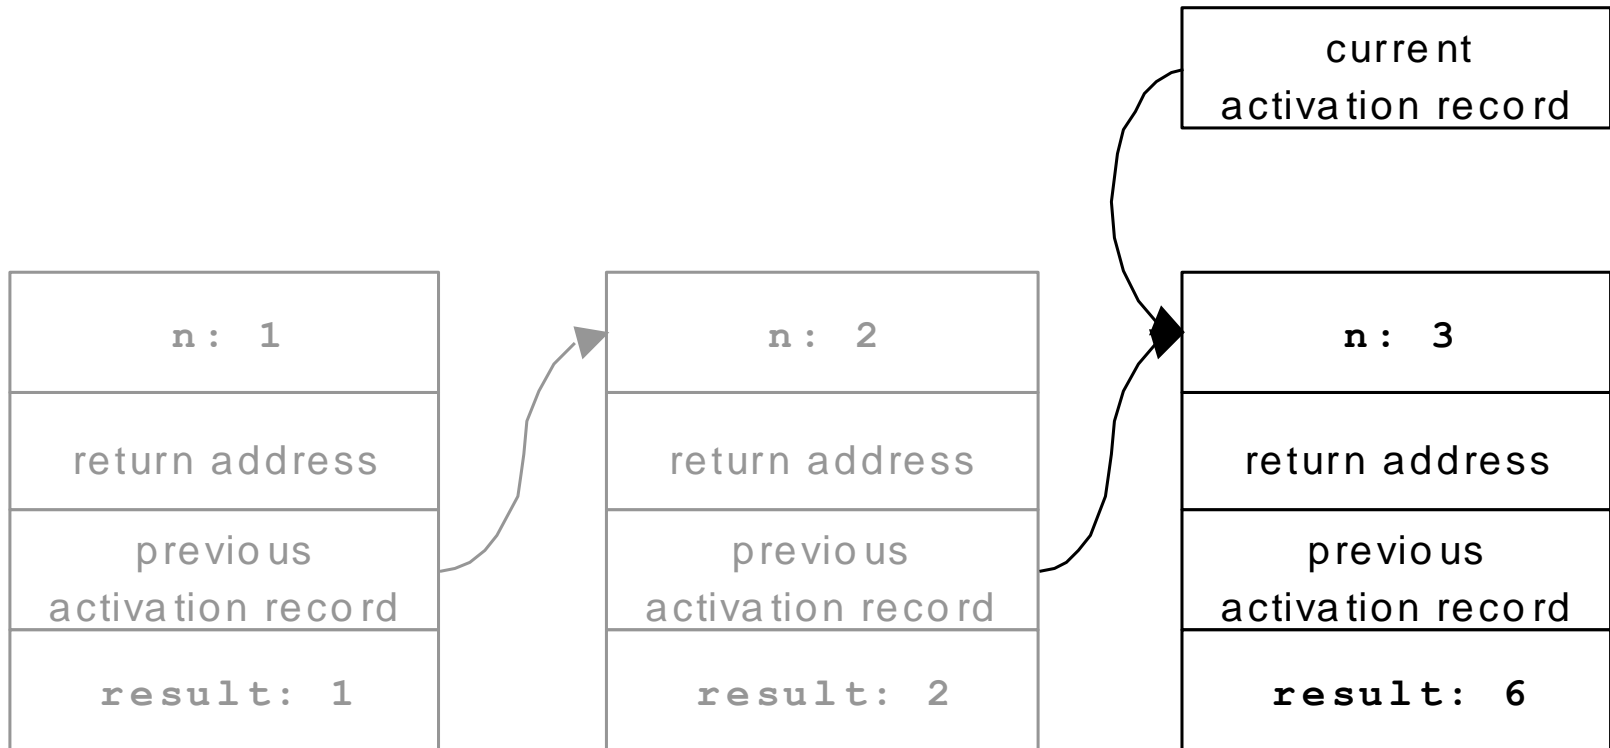 current
activation record
n: 1
return address
previous
activation record
result: 1
n: 2
return address
previous
activation record
result: 2
n: 3
return address
previous
activation record
result: 6